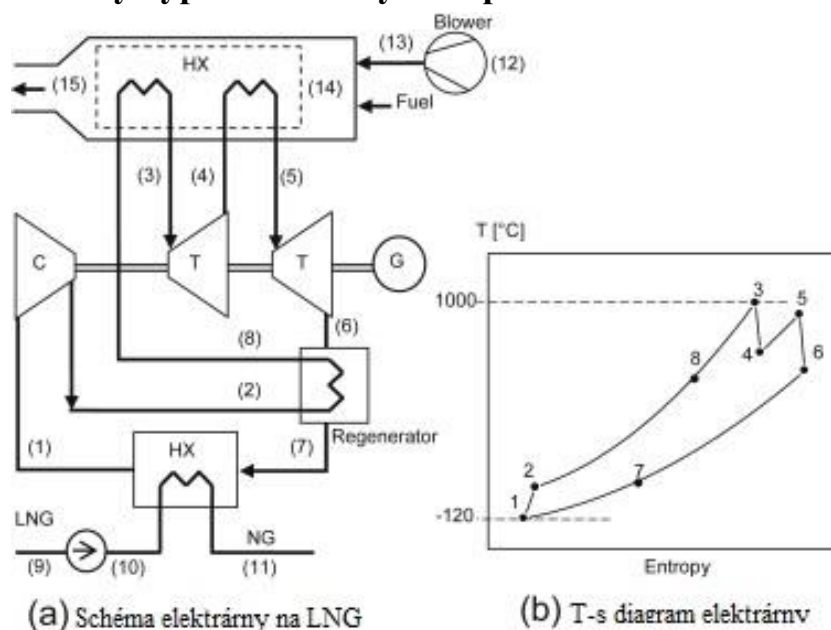 Blower
(13)
HX
(12)
(15)
(14)
Fuel
(3)
(4)
(5)
C
T
T
G
T [°C]
1000
3
5
4
6
8
2
7
1
-120
Entropy
(6)
(8)
(2)
Regenerator
(1)
HX
(7)
LNG
NG
(9)
(10)
(11)
(a) Schéma elektrárny na LNG
(b) T-s diagram elektrárny